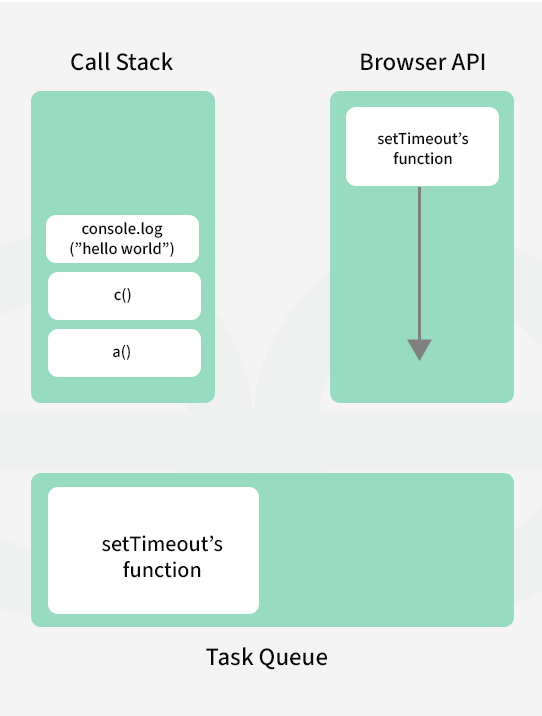 Call Stack
Browser API
setTimeout’s
function
console.log
(”hello world”)
c()
a()
setTimeout’s
function
Task Queue